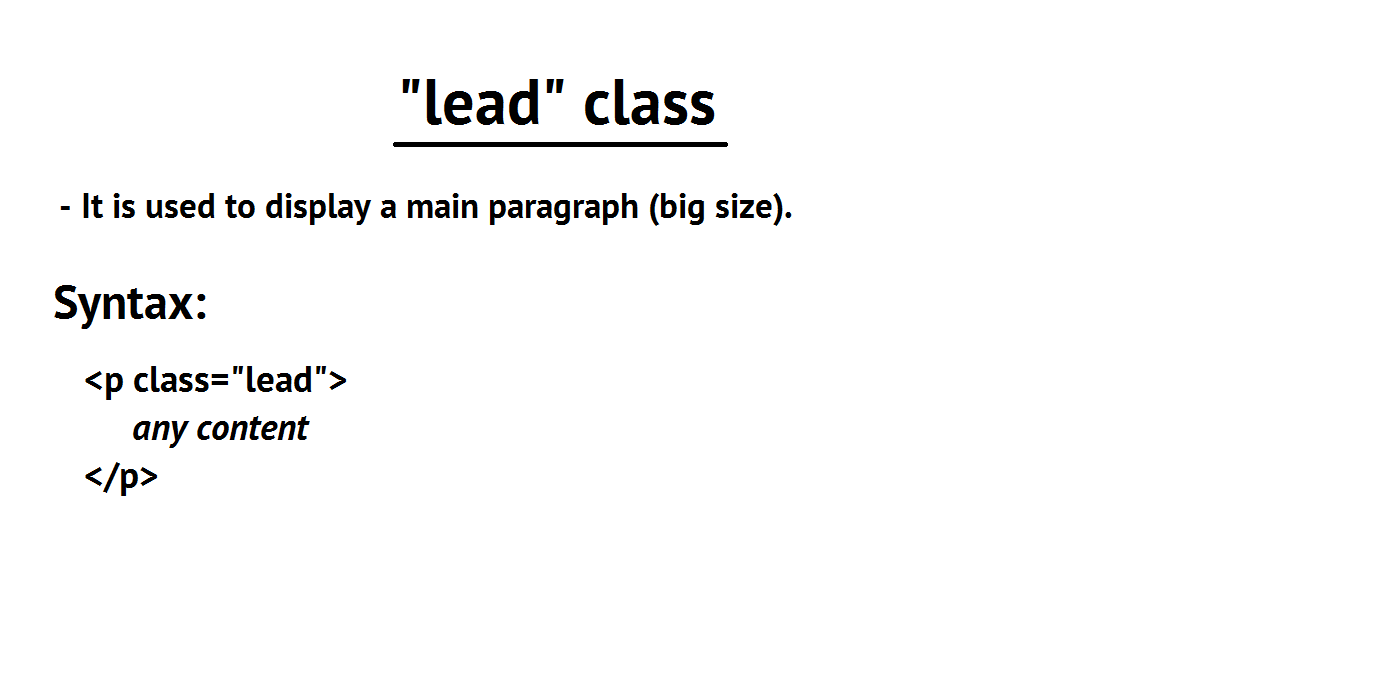 "lead" class
- It is used to display a main paragraph (big size).
Syntax:
<p class="lead">
any content
</p>